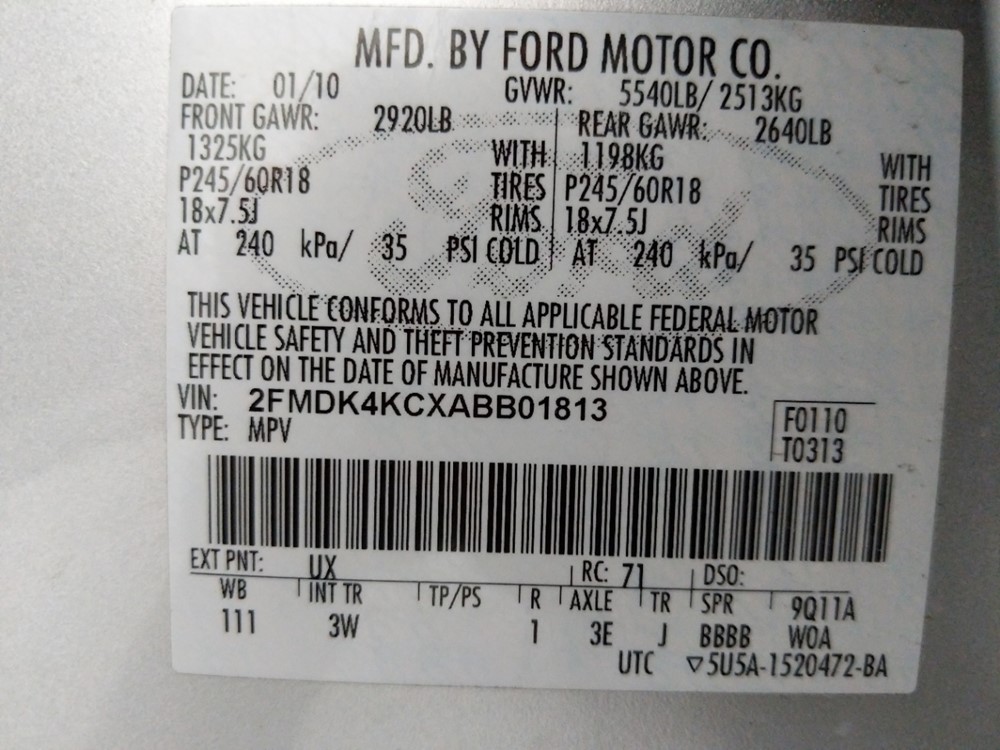 MFD. BY FORD MOTOR CO.
DATE: 01/10 GVWR: 5540LB/ 2513KG
FRONT GAWR: 2920LB REAR GAWR: 2640LB
1325KG WITH 1198KG WITH
P245/60R18 TIRES P245/60R18 TIRES
18x7.5J RIMS 18x7.5J RIMS
AT 240 kPa/ 35 PSI COLD AT 240 kPa/ 35 PSI COLD
THIS VEHICLE CONFORMS TO ALL APPLICABLE FEDERAL MOTOR
VEHICLE SAFETY AND THEFT PREVENTION STANDARDS IN
EFFECT ON THE DATE OF MANUFACTURE SHOWN ABOVE.
VIN: 2FMDK4KCXABB01813
TYPE: MPV
F0110
T0313
EXT PNT: UX RC: 71 DSO:
WB INT TR TP/PS R AXLE TR SPR 9Q11A
111 3W 1 3E J BBBB WOA
UTC ▽5U5A-1520472-BA